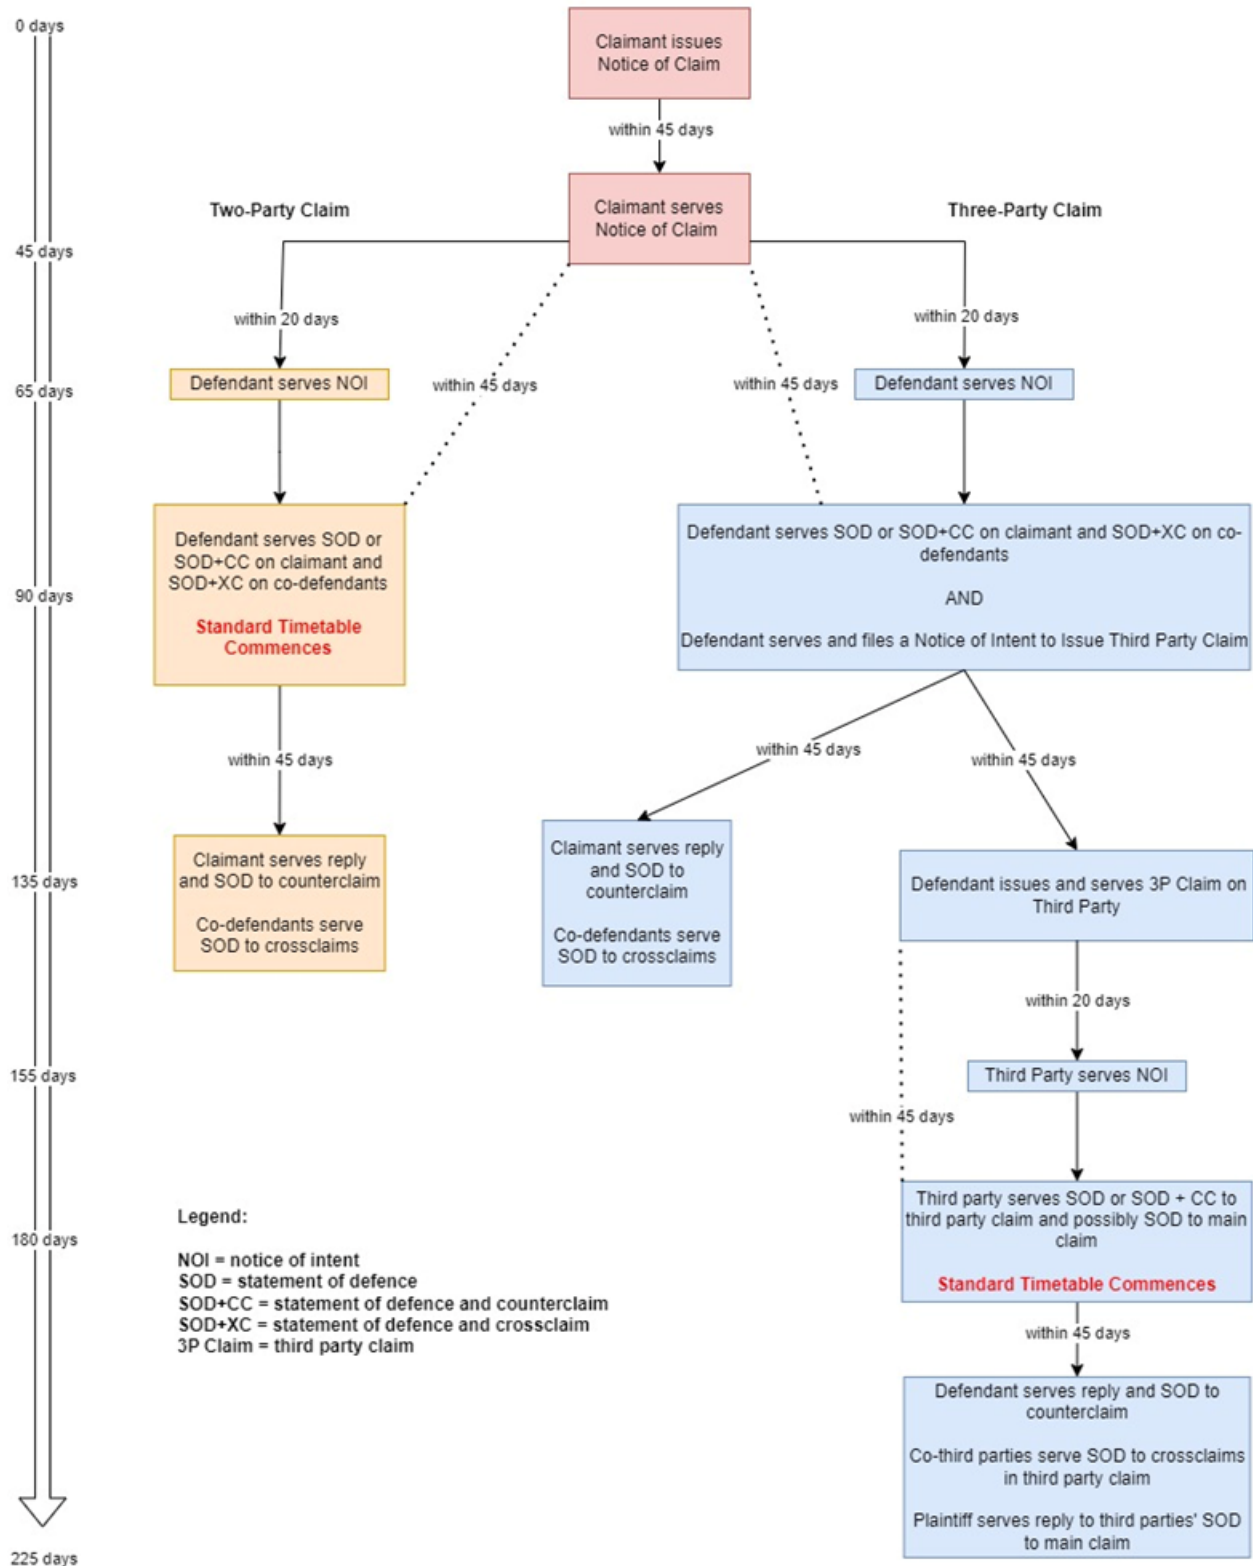 0 days
Claimant issues
Notice of Claim
within 45 days
Two-Party Claim
Claimant serves
Notice of Claim
Three-Party Claim
45 days
within 20 days
within 20 days
65 days
Defendant serves NOI
within 45 days
within 45 days
Defendant serves NOI
90 days
Defendant serves SOD or
SOD+CC on claimant and
SOD+XC on co-defendants
Standard Timetable
Commences
Defendant serves SOD or SOD+CC on claimant and SOD+XC on co-
defendants
AND
Defendant serves and files a Notice of Intent to Issue Third Party Claim
within 45 days
within 45 days
within 45 days
135 days
Claimant serves reply
and SOD to counterclaim
Co-defendants serve
SOD to crossclaims
Claimant serves reply
and SOD to
counterclaim
Co-defendants serve
SOD to crossclaims
Defendant issues and serves 3P Claim on
Third Party
within 20 days
155 days
Third Party serves NOI
within 45 days
180 days
Third party serves SOD or SOD + CC to
third party claim and possibly SOD to main
claim
Standard Timetable Commences
Legend:
NOI = notice of intent
SOD = statement of defence
SOD+CC = statement of defence and counterclaim
SOD+XC = statement of defence and crossclaim
3P Claim = third party claim
within 45 days
Defendant serves reply and SOD to
counterclaim
Co-third parties serve SOD to crossclaims
in third party claim
Plaintiff serves reply to third parties' SOD
to main claim
225 days